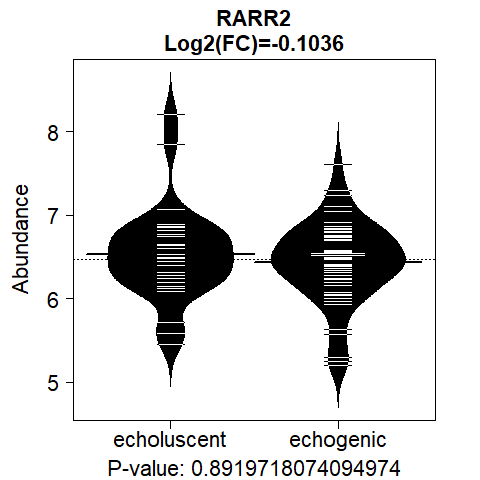 RARR2
Log2(FC)=-0.1036
Abundance
8
7
6
5
echoluscent echogenic
P-value: 0.8919718074094974